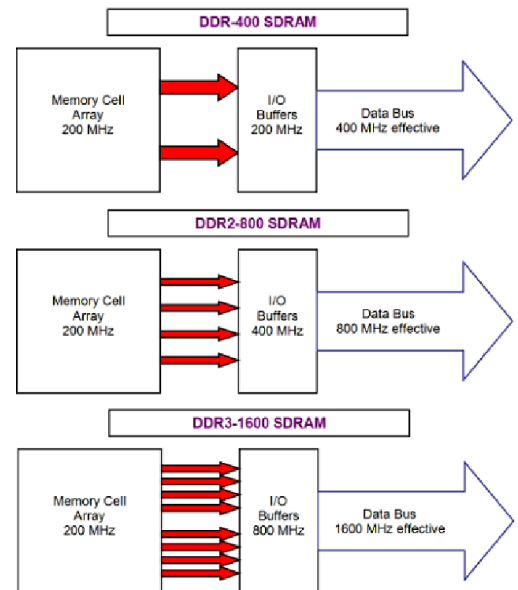 DDR-400 SDRAM
Memory Cell
Array
200 MHz
I/O
Buffers
200 MHz
Data Bus
400 MHz effective
DDR2-800 SDRAM
Memory Cell
Array
200 MHz
I/O
Buffers
400 MHz
Data Bus
800 MHz effective
DDR3-1600 SDRAM
Memory Cell
Array
200 MHz
I/O
Buffers
800 MHz
Data Bus
1600 MHz effective